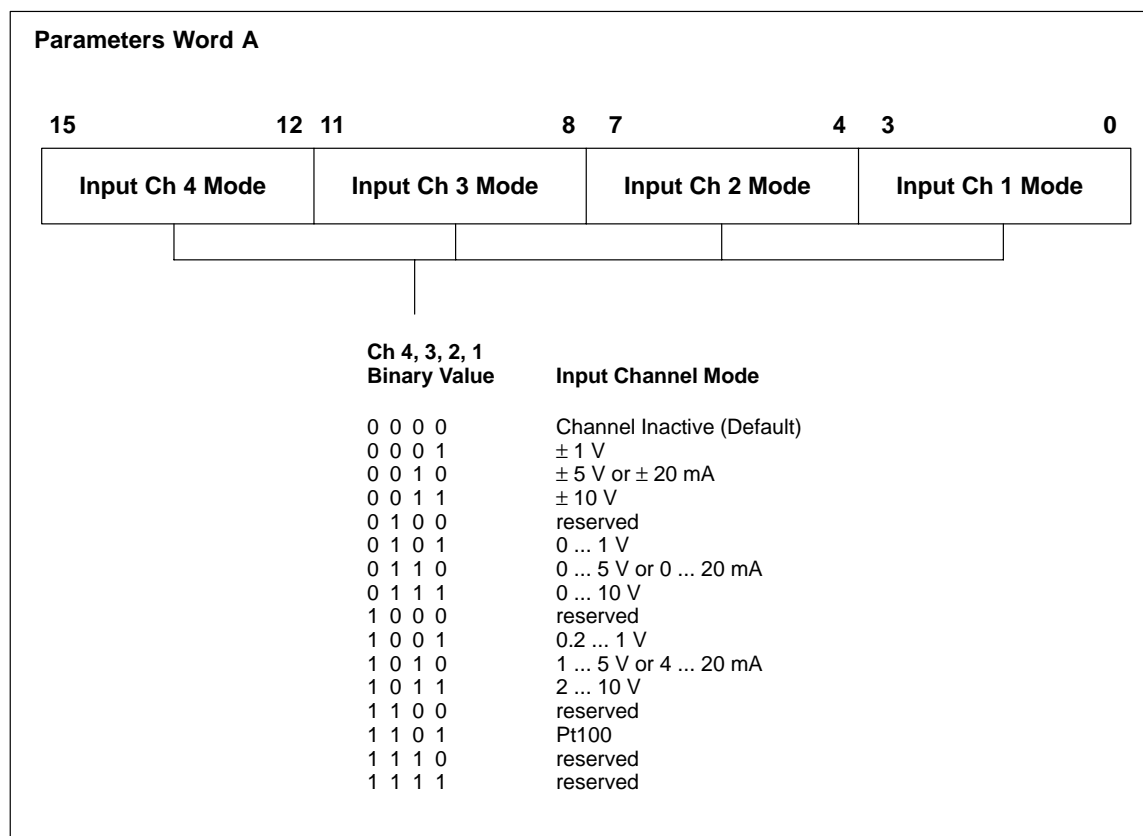 Parameters Word A
15 12 11 8 7 4 3 0
Input Ch 4 Mode Input Ch 3 Mode Input Ch 2 Mode Input Ch 1 Mode
Ch 4, 3, 2, 1
Binary Value Input Channel Mode
0 0 0 0 Channel Inactive (Default)
0 0 0 1 ± 1 V
0 0 1 0 ± 5 V or ± 20 mA
0 0 1 1 ± 10 V
0 1 0 0 reserved
0 1 0 1 0 ... 1 V
0 1 1 0 0 ... 5 V or 0 ... 20 mA
0 1 1 1 0 ... 10 V
1 0 0 0 reserved
1 0 0 1 0.2 ... 1 V
1 0 1 0 1 ... 5 V or 4 ... 20 mA
1 0 1 1 2 ... 10 V
1 1 0 0 reserved
1 1 0 1 Pt100
1 1 1 0 reserved
1 1 1 1 reserved